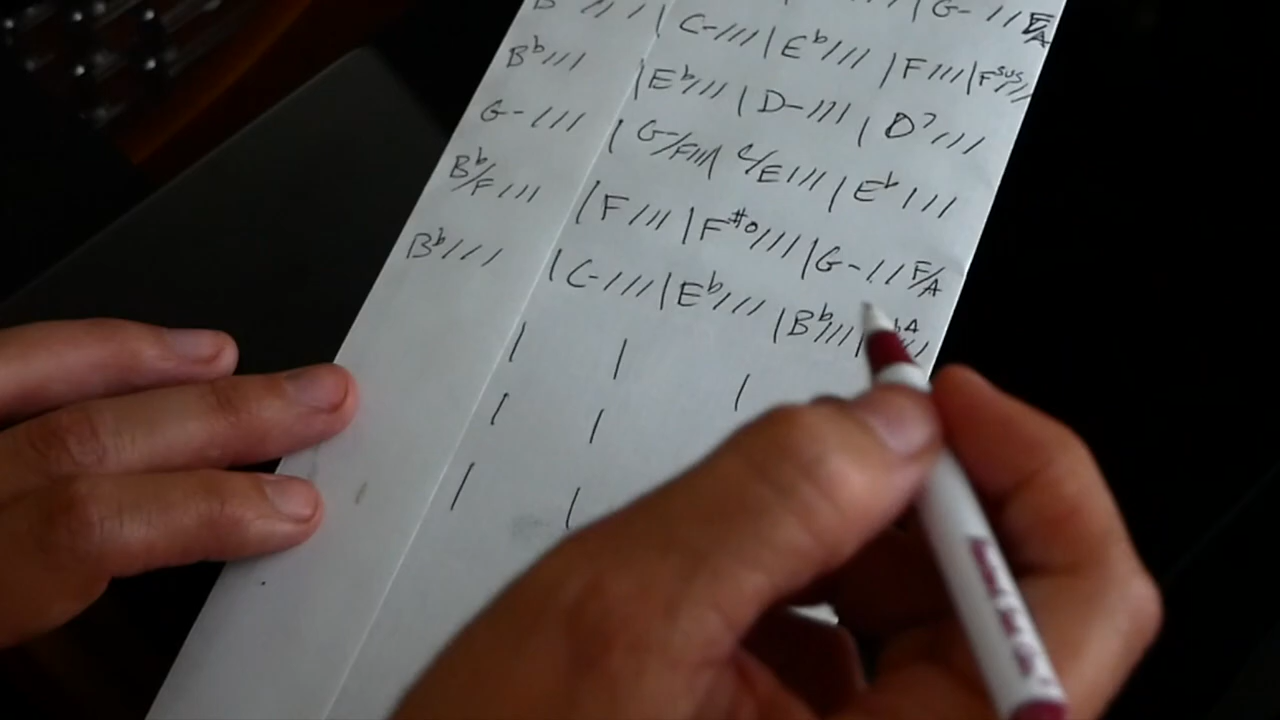 G- // F/A
B /// | C- /// | E♭ /// | F /// | Fsus ///
B♭ /// | E♭ /// | D- /// | D7 ///
G- /// | G-/F /// | C/E /// | E♭ ///
B♭/F /// | F /// | F#o /// | G- // F/A
B♭ /// | C- /// | E♭ /// | B♭ /// |
| | |
| |
| |